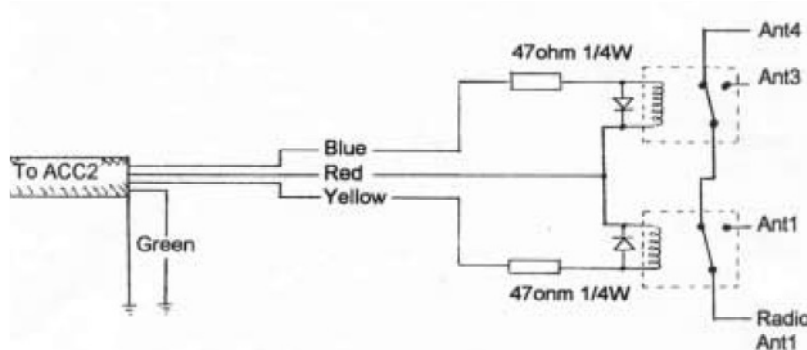 Ant4
47ohm 1/4W
Ant3
Blue
To ACC2
Red
Yellow
Ant1
Green
47onm 1/4W
Radio
Ant1